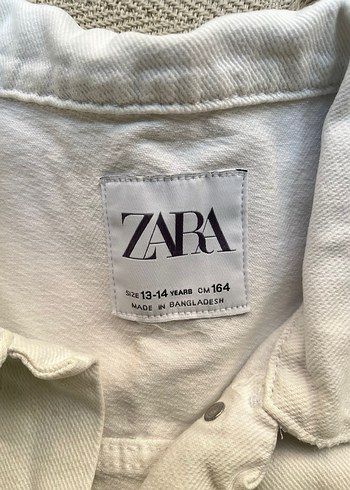 ZARA
SIZE 13-14 YEARS CM 164
MADE IN BANGLADESH